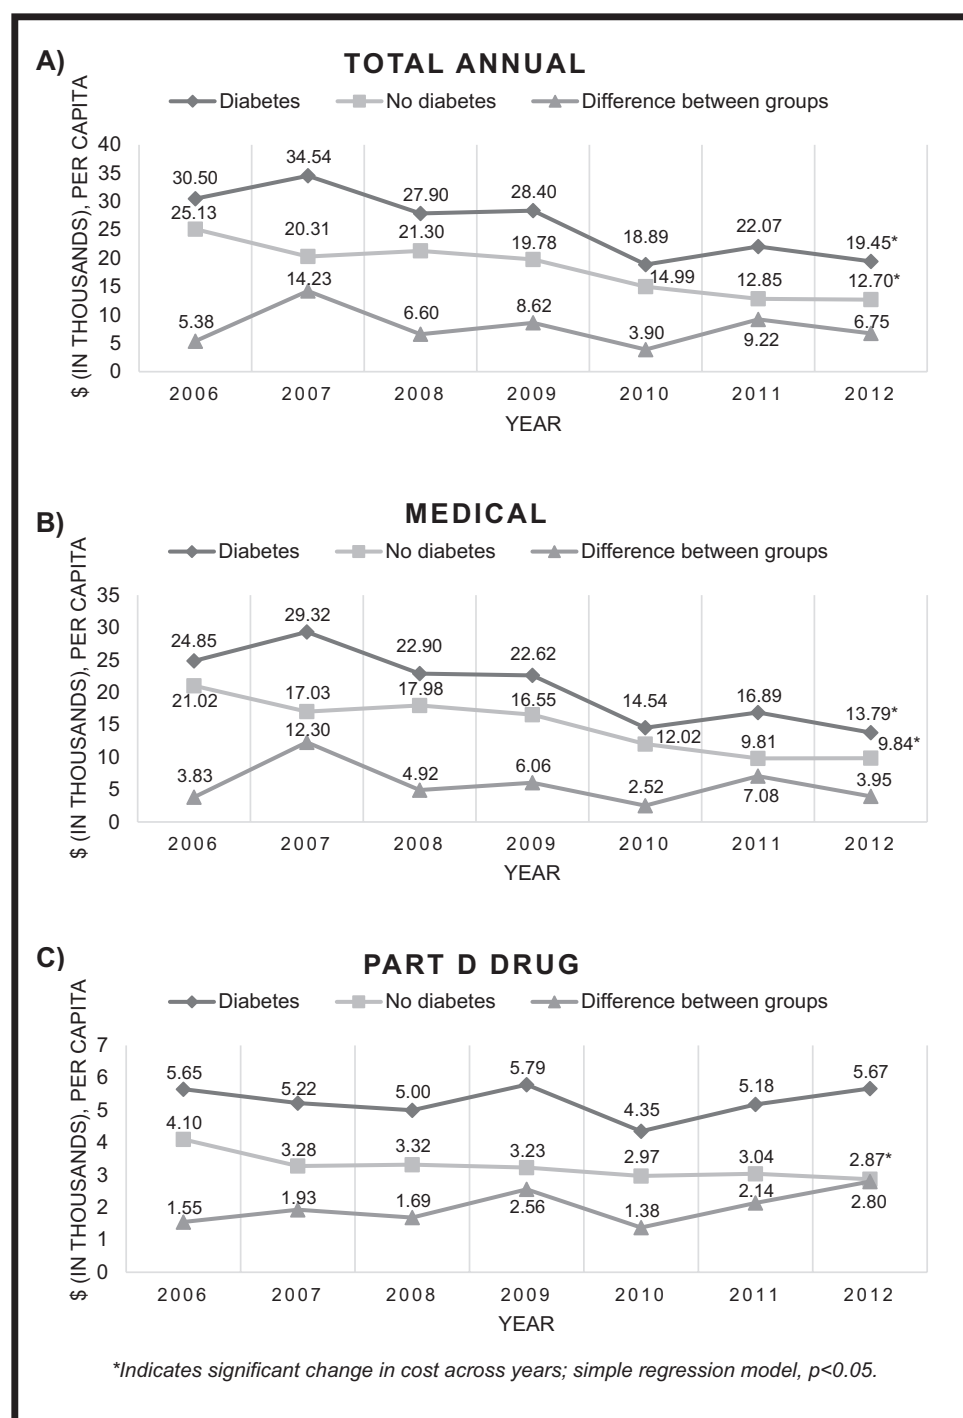 A)
TOTAL ANNUAL
Diabetes No diabetes Difference between groups
$ (IN THOUSANDS), PER CAPITA
40
35
30
25
20
15
10
5
0
30.50 34.54 27.90 28.40 18.89 22.07 19.45*
25.13 20.31 21.30 19.78 14.99 12.85 12.70*
5.38 14.23 6.60 8.62 3.90 9.22 6.75
2006 2007 2008 2009 2010 2011 2012
YEAR
B)
MEDICAL
Diabetes No diabetes Difference between groups
$ (IN THOUSANDS), PER CAPITA
35
30
25
20
15
10
5
0
24.85 29.32 22.90 22.62 14.54 16.89 13.79*
21.02 17.03 17.98 16.55 12.02 9.81 9.84*
3.83 12.30 4.92 6.06 2.52 7.08 3.95
2006 2007 2008 2009 2010 2011 2012
YEAR
C)
PART D DRUG
Diabetes No diabetes Difference between groups
$ (IN THOUSANDS), PER CAPITA
7
6
5
4
3
2
1
0
5.65 5.22 5.00 5.79 4.35 5.18 5.67
4.10 3.28 3.32 3.23 2.97 3.04 2.87*
1.55 1.93 1.69 2.56 1.38 2.14 2.80
2006 2007 2008 2009 2010 2011 2012
YEAR
*Indicates significant change in cost across years; simple regression model, p<0.05.